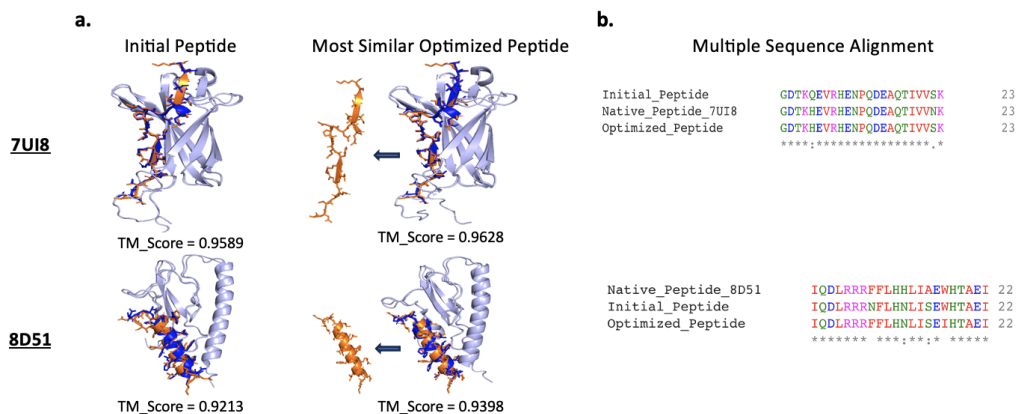 a.
b.
Initial Peptide
Most Similar Optimized Peptide
Multiple Sequence Alignment
7UI8
Initial_Peptide GDTKQEVRHENPQDEAQTIVVSK 23
Native_Peptide_7UI8 GDTKHEVRHENPQDEAQTIVVNK 23
Optimized_Peptide GDTKHEVRHENPQDEAQTIVVSK 23
****:****************.*
TM_Score = 0.9589
TM_Score = 0.9628
8D51
Native_Peptide_8D51 IQDLRRRFFLHHLIAEWHTAEI 22
Initial_Peptide IQDLRRRNFLHNLISEWHTAEI 22
Optimized_Peptide IQDLRRRFFLHNLISEIHTAEI 22
******* ***:**:* *****
TM_Score = 0.9213
TM_Score = 0.9398